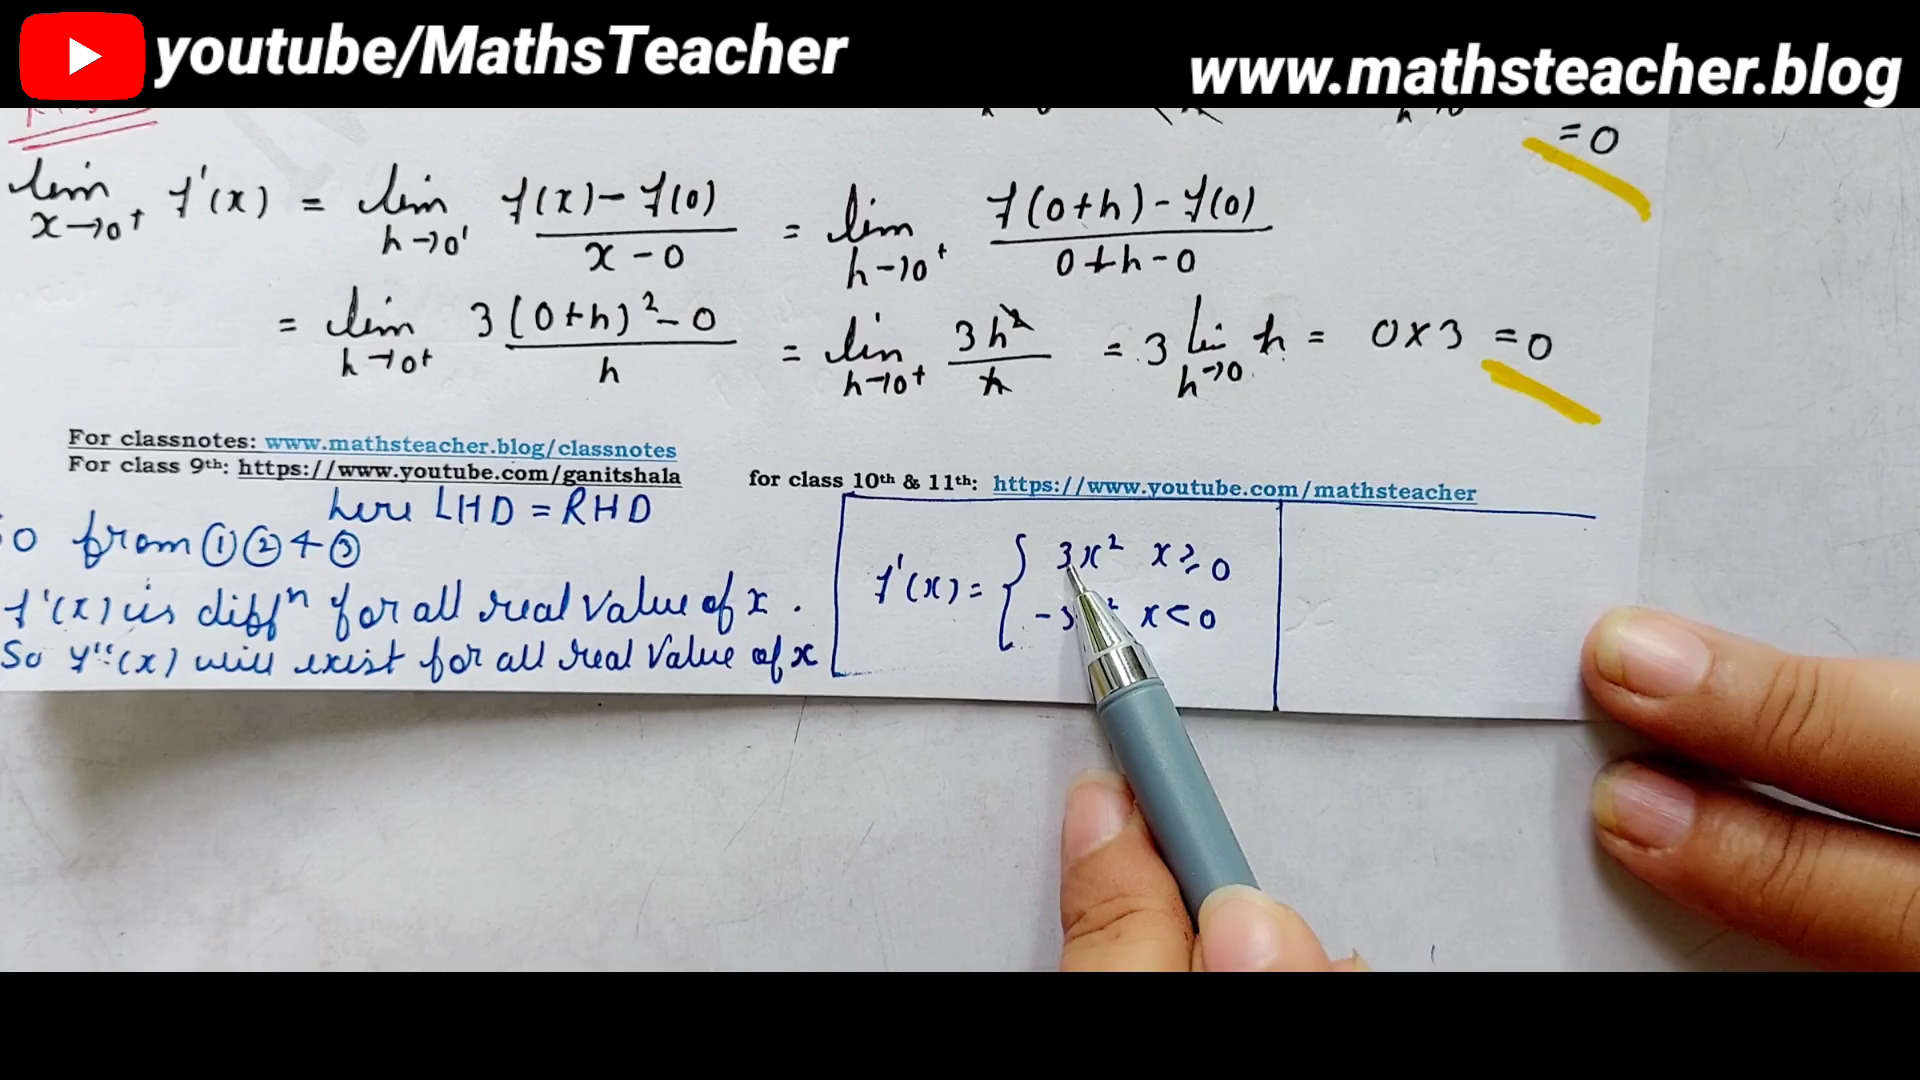 youtube/MathsTeacher
www.mathsteacher.blog
= 0
lim x→0⁺ f'(x) = lim h→0' f(x) - f(0) / x - 0 = lim h→0⁺ f(0+h) - f(0) / 0+h-0
= lim h→0+ 3(0+h)² - 0 / h = lim h→0+ 3h² / h = 3 lim h→0 h = 0×3 = 0
For classnotes: www.mathsteacher.blog/classnotes
For class 9th: https://www.youtube.com/ganitshala for class 10th & 11th: https://www.youtube.com/mathsteacher
here LHD = RHD
So from ① ② + ③
f'(x) is diffⁿ for all real value of x.
So f''(x) will exist for all real value of x
f'(x) = { 3x² x ≥ 0
x < 0